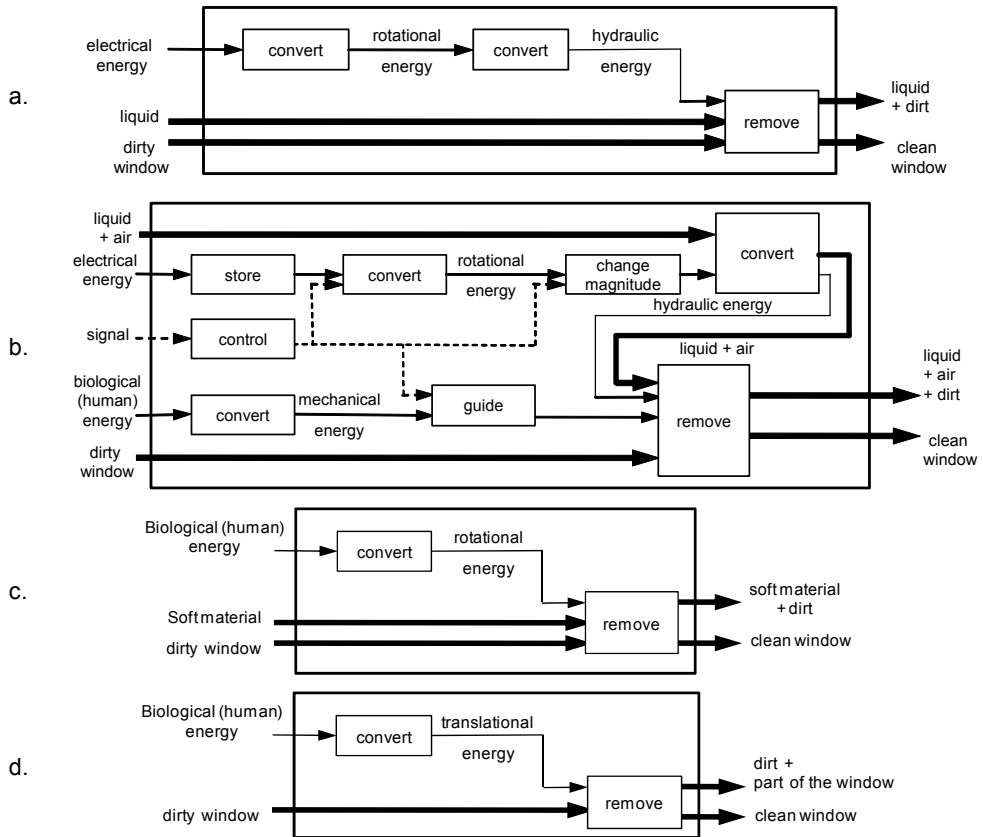 a.
electrical
energy
convert
rotational
energy
convert
hydraulic
energy
liquid
dirty
window
remove
liquid
+ dirt
clean
window
b.
liquid
+ air
electrical
energy
store
convert
rotational
energy
change
magnitude
convert
hydraulic energy
signal
control
liquid + air
biological
(human)
energy
convert
mechanical
energy
guide
remove
dirty
window
liquid
+ air
+ dirt
clean
window
c.
Biological (human)
energy
convert
rotational
energy
Soft material
dirty window
remove
soft material
+ dirt
clean window
d.
Biological (human)
energy
convert
translational
energy
dirty window
remove
dirt +
part of the window
clean window